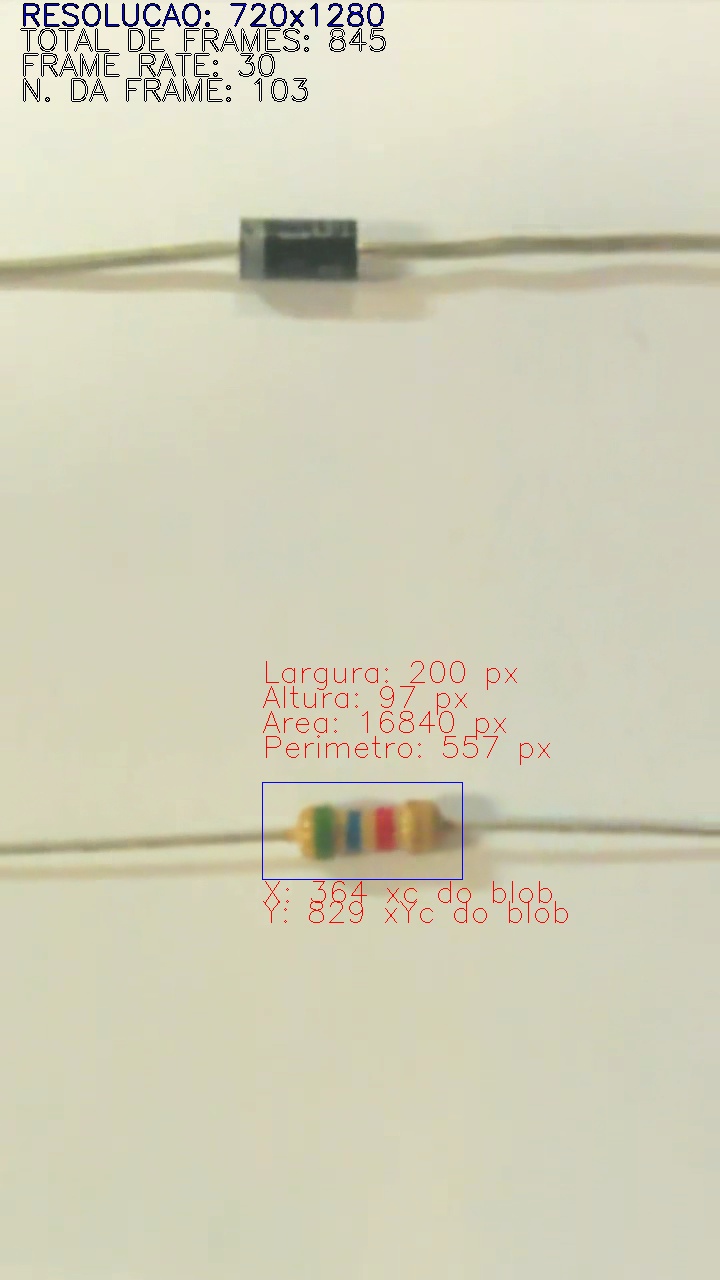 RESOLUCAO: 720x1280
TOTAL DE FRAMES: 845
FRAME RATE: 30
N. DA FRAME: 103
Largura: 200 px
Altura: 97 px
Area: 16840 px
Perimetro: 557 px
X: 364 xc do blob
Y: 829 xYc do blob